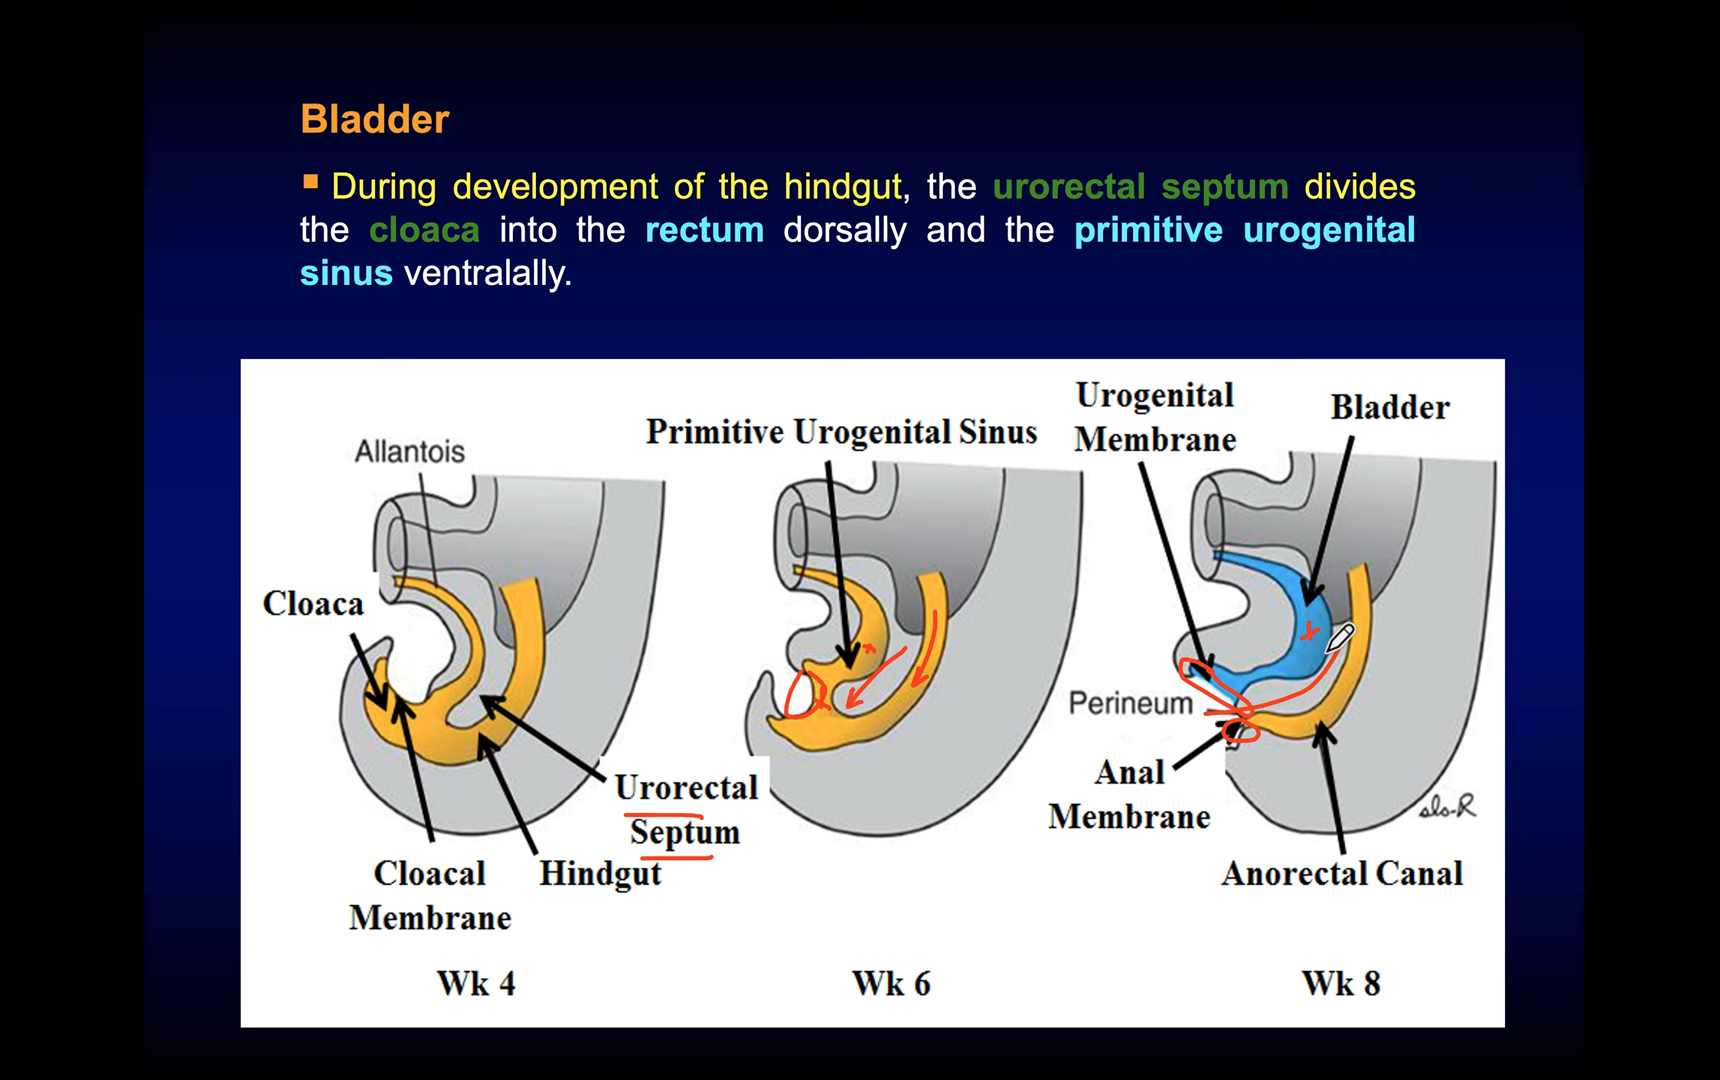 Bladder
▪ During development of the hindgut, the urorectal septum divides
the cloaca into the rectum dorsally and the primitive urogenital
sinus ventralally.
Urogenital
Membrane
Bladder
Primitive Urogenital Sinus
Allantois
Cloaca
Perineum
Anal
Membrane
Urorectal
Septum
Cloacal
Membrane
Hindgut
Anorectal Canal
Wk 4
Wk 6
Wk 8